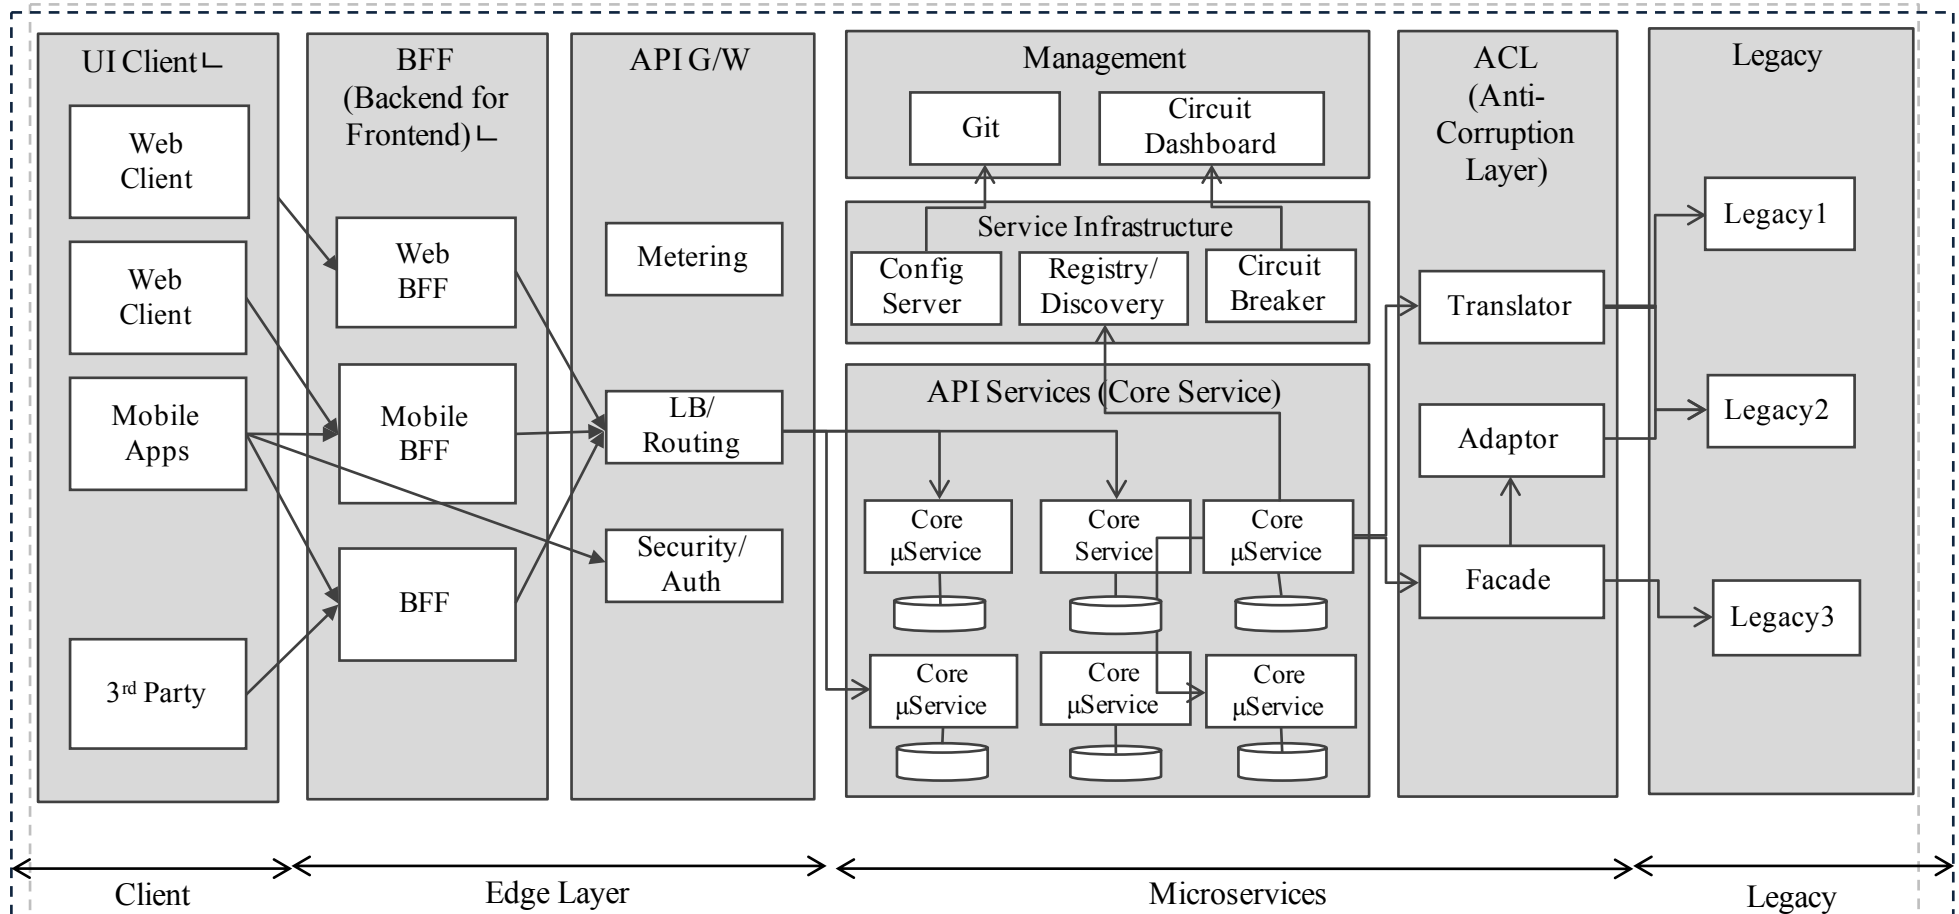 UI Client ㄴ
Web
Client
Web
Client
Mobile
Apps
3rd Party
BFF
(Backend for
Frontend) ㄴ
Web
BFF
Mobile
BFF
BFF
API G/W
Metering
LB/
Routing
Security/
Auth
Management
Git
Circuit
Dashboard
Service Infrastructure
Config
Server
Registry/
Discovery
Circuit
Breaker
API Services (Core Service)
Core
μService
Core
Service
Core
μService
Core
μService
Core
μService
Core
μService
ACL
(Anti-
Corruption
Layer)
Translator
Adaptor
Facade
Legacy
Legacy1
Legacy2
Legacy3
Client
Edge Layer
Microservices
Legacy